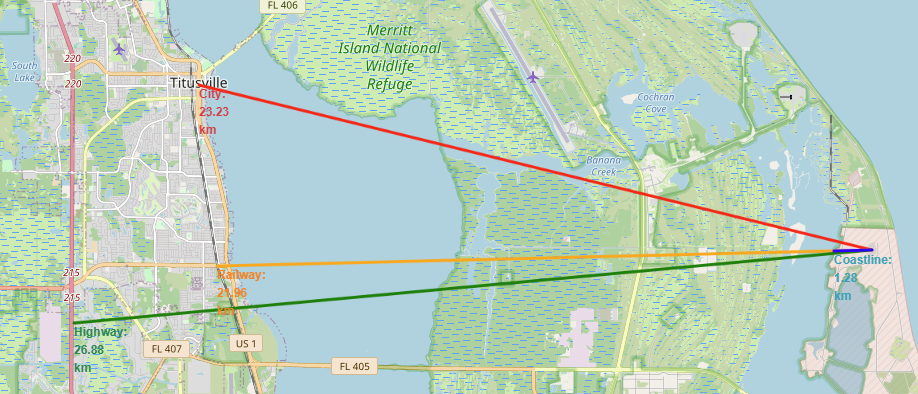 FL 406
Merritt
Island National
Wildlife
Refuge
220
South
Lake
220
Titusville
City:
23.23
km
Cochran
Cove
Banana
Creek
Coastline:
1.28
km
215
Railway:
21.96
km
215
Highway:
26.88
km
FL 407
US 1
FL 405